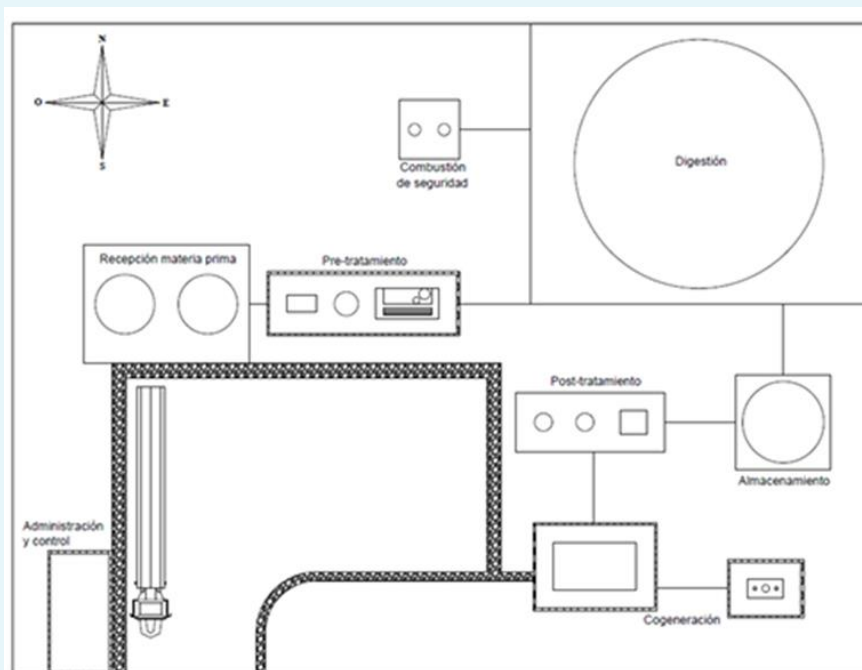 N
O
E
S
Combustión
de seguridad
Digestión
Recepción materia prima
Pre-tratamiento
Post-tratamiento
Almacenamiento
Administración
y control
Cogeneración